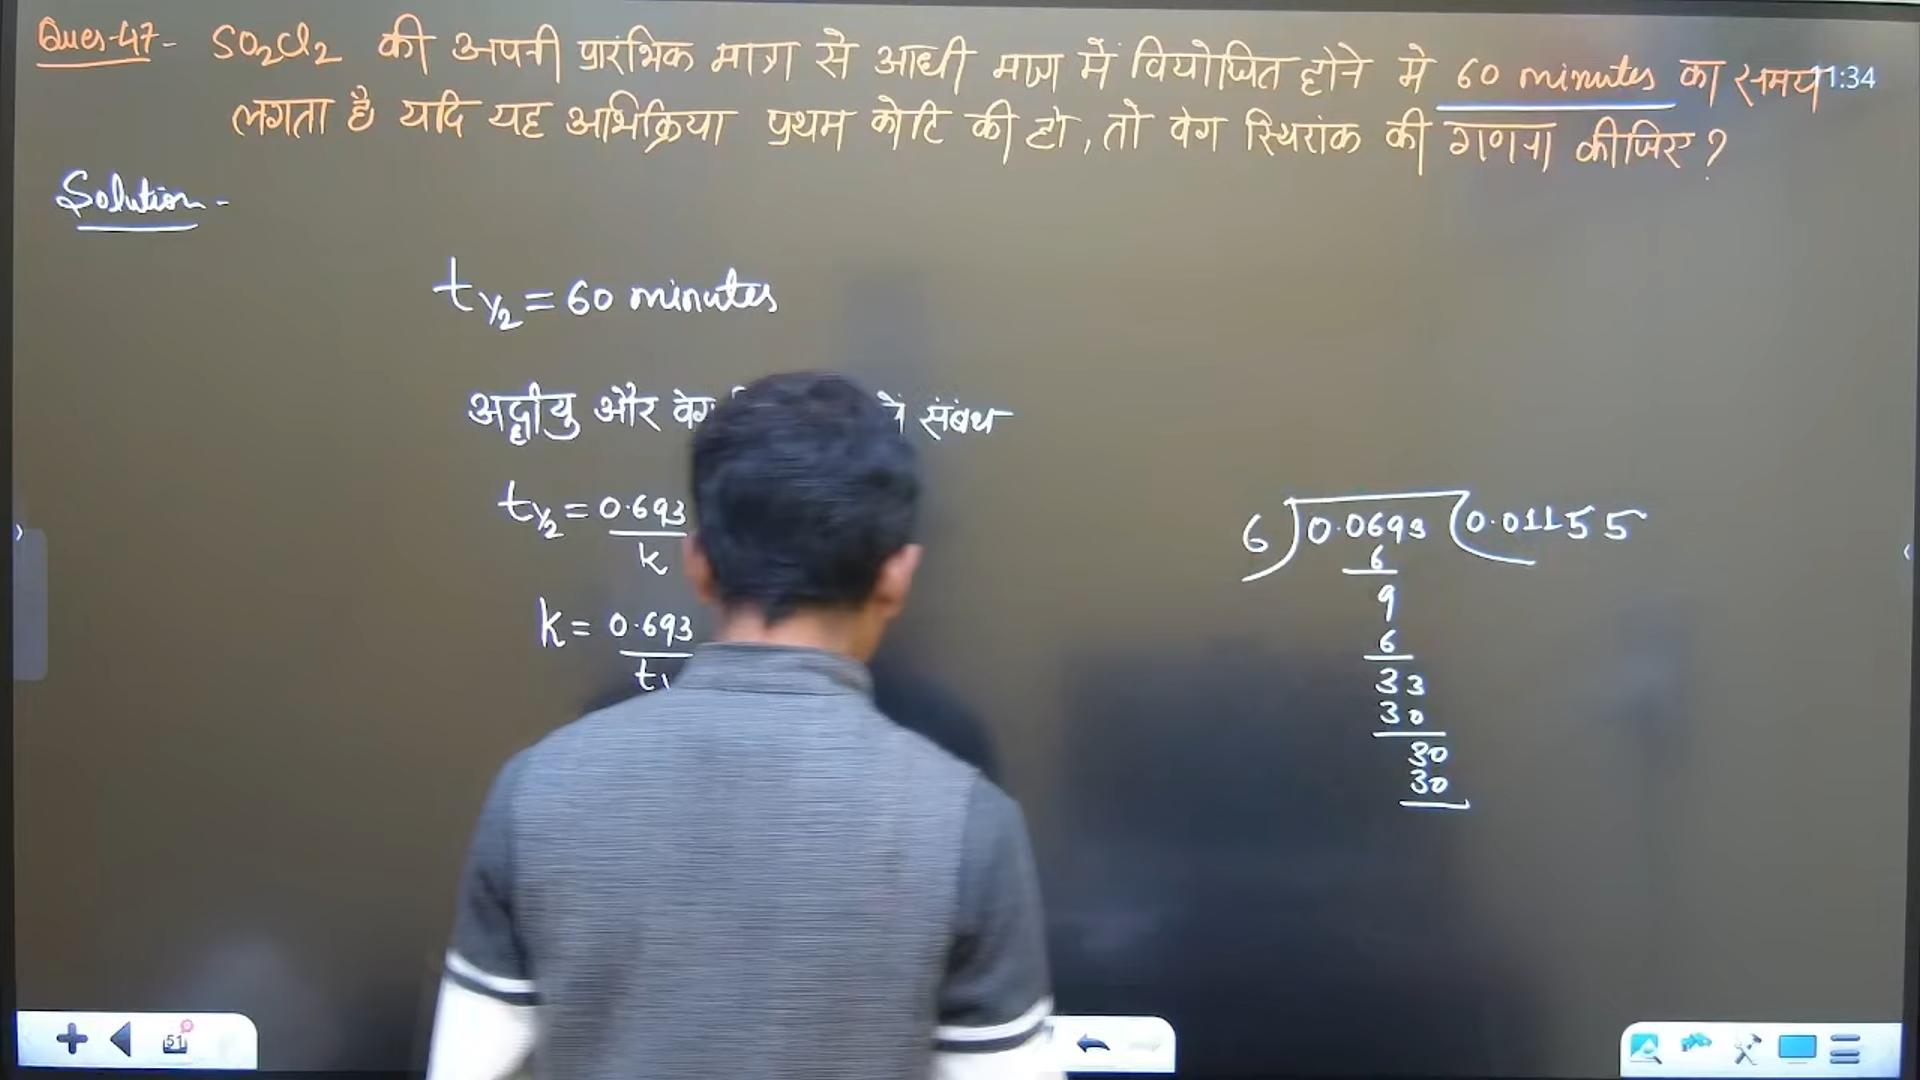 Ques-47- SO₂Cl₂ की अपनी प्रारंभिक मात्रा से आधी मात्रा में वियोजित होने मे 60 minutes का समय
11:34
लगता है यदि यह अभिक्रिया प्रथम कोटि की हो, तो वेग स्थिरांक की गणना कीजिए?
Solution-
t½ = 60 minutes
अर्द्धायु और वेग संबंध
t½ = 0.693
k
k = 0.693
t
6)0.0693(0.01155
6
9
6
33
30
30
30
51